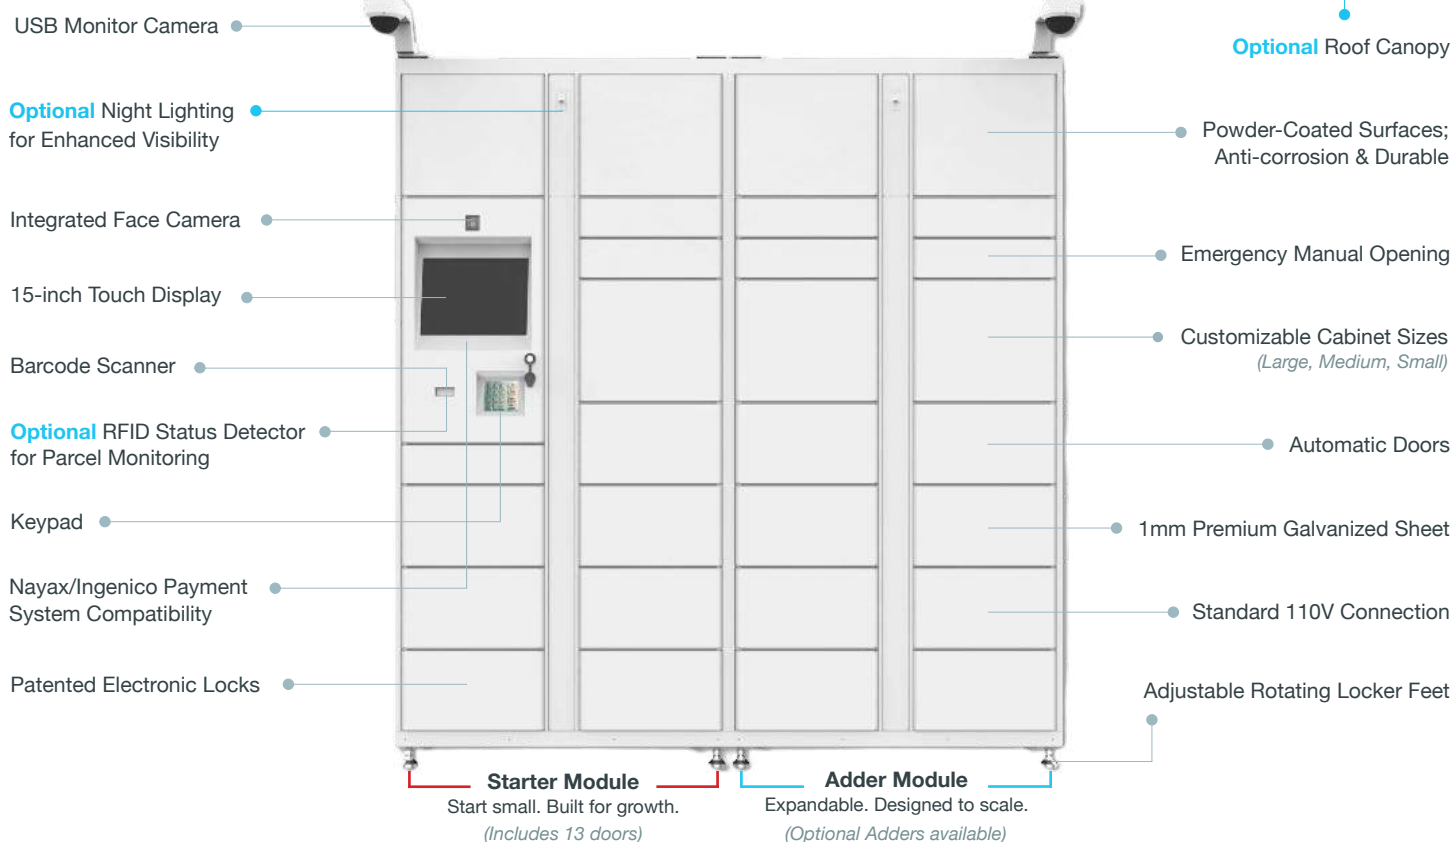 USB Monitor Camera
Optional Night Lighting
for Enhanced Visibility
Integrated Face Camera
15-inch Touch Display
Barcode Scanner
Optional RFID Status Detector
for Parcel Monitoring
Keypad
Nayax/Ingenico Payment
System Compatibility
Patented Electronic Locks
Optional Roof Canopy
Powder-Coated Surfaces;
Anti-corrosion & Durable
Emergency Manual Opening
Customizable Cabinet Sizes
(Large, Medium, Small)
Automatic Doors
1mm Premium Galvanized Sheet
Standard 110V Connection
Adjustable Rotating Locker Feet
Starter Module
Start small. Built for growth.
(Includes 13 doors)
Adder Module
Expandable. Designed to scale.
(Optional Adders available)